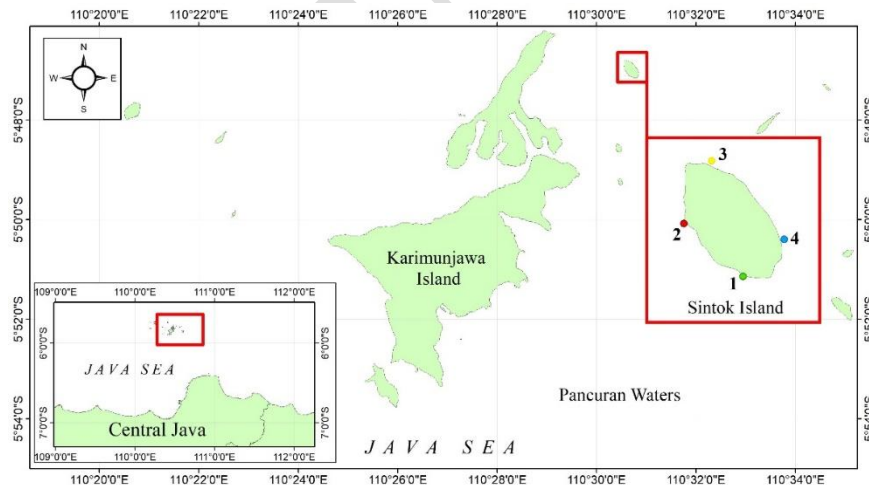 110°20'0"E 110°22'0"E 110°24'0"E 110°26'0"E 110°28'0"E 110°30'0"E 110°32'0"E 110°34'0"E
N
W E
S
5°48'0"S 5°48'0"S
3
5°50'0"S 5°50'0"S
2
4
Karimunjawa
Island
1
Sintok Island
109°0'0"E 110°0'0"E 111°0'0"E 112°0'0"E
5°52'0"S 5°52'0"S
6°0'0"S 6°0'0"S
JAVA SEA
Pancuran Waters
7°0'0"S 7°0'0"S
Central Java
5°54'0"S 5°54'0"S
109°0'0"E 110°0'0"E 111°0'0"E 112°0'0"E
JAVA SEA
110°20'0"E 110°22'0"E 110°24'0"E 110°26'0"E 110°28'0"E 110°30'0"E 110°32'0"E 110°34'0"E